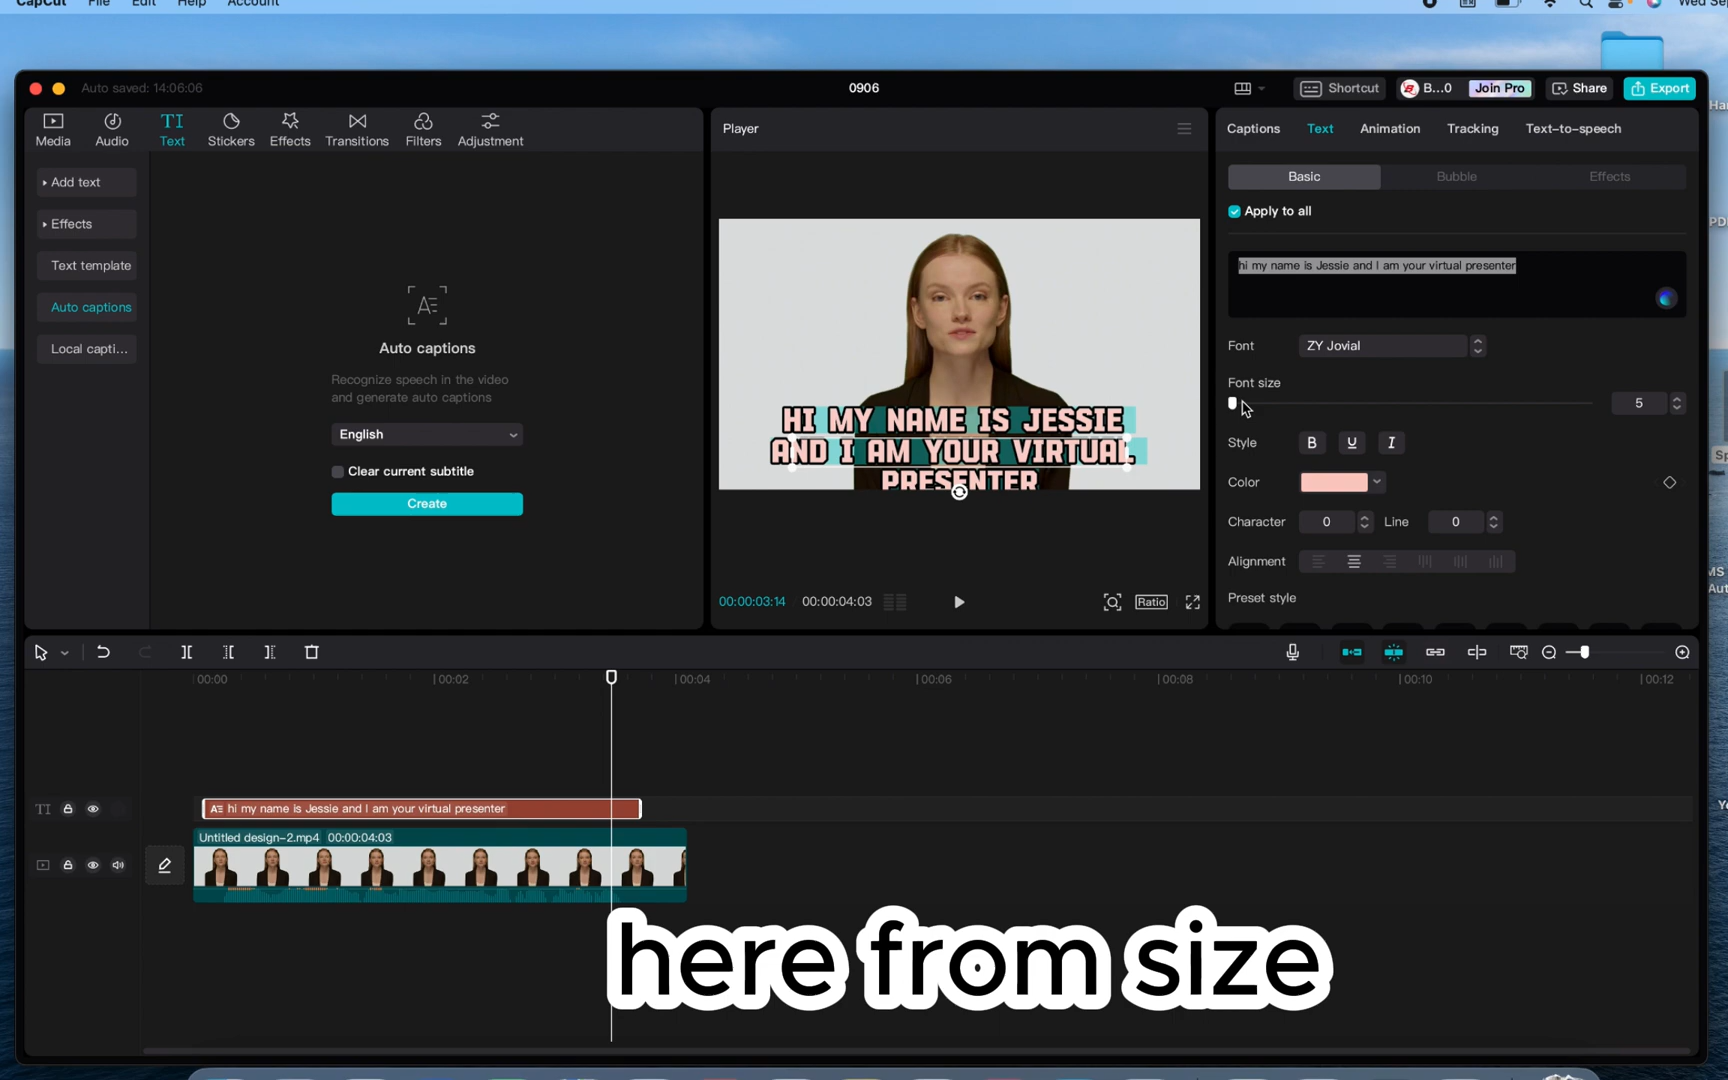 CapCut File Edit Help Account
Wed Sep
Auto saved: 14:06:06
0906
Shortcut
B...0
Join Pro
Share
Export
Media
Audio
TI
Text
Stickers
Effects
Transitions
Filters
Adjustment
Add text
Effects
Text template
Auto captions
Local capti...
Auto captions
Recognize speech in the video
and generate auto captions
English
Clear current subtitle
Create
Player
HI MY NAME IS JESSIE
AND I AM YOUR VIRTUAL
PRESENTER
00:00:03:14
00:00:04:03
Ratio
Captions
Text
Animation
Tracking
Text-to-speech
Basic
Bubble
Effects
Apply to all
hi my name is Jessie and I am your virtual presenter
Font
ZY Jovial
Font size
5
Style
B U I
Color
Character
0
Line
0
Alignment
Preset style
00:00
00:02
00:04
00:06
00:08
00:10
00:12
TI
hi my name is Jessie and I am your virtual presenter
Untitled design-2.mp4 00:00:04:03
here from size